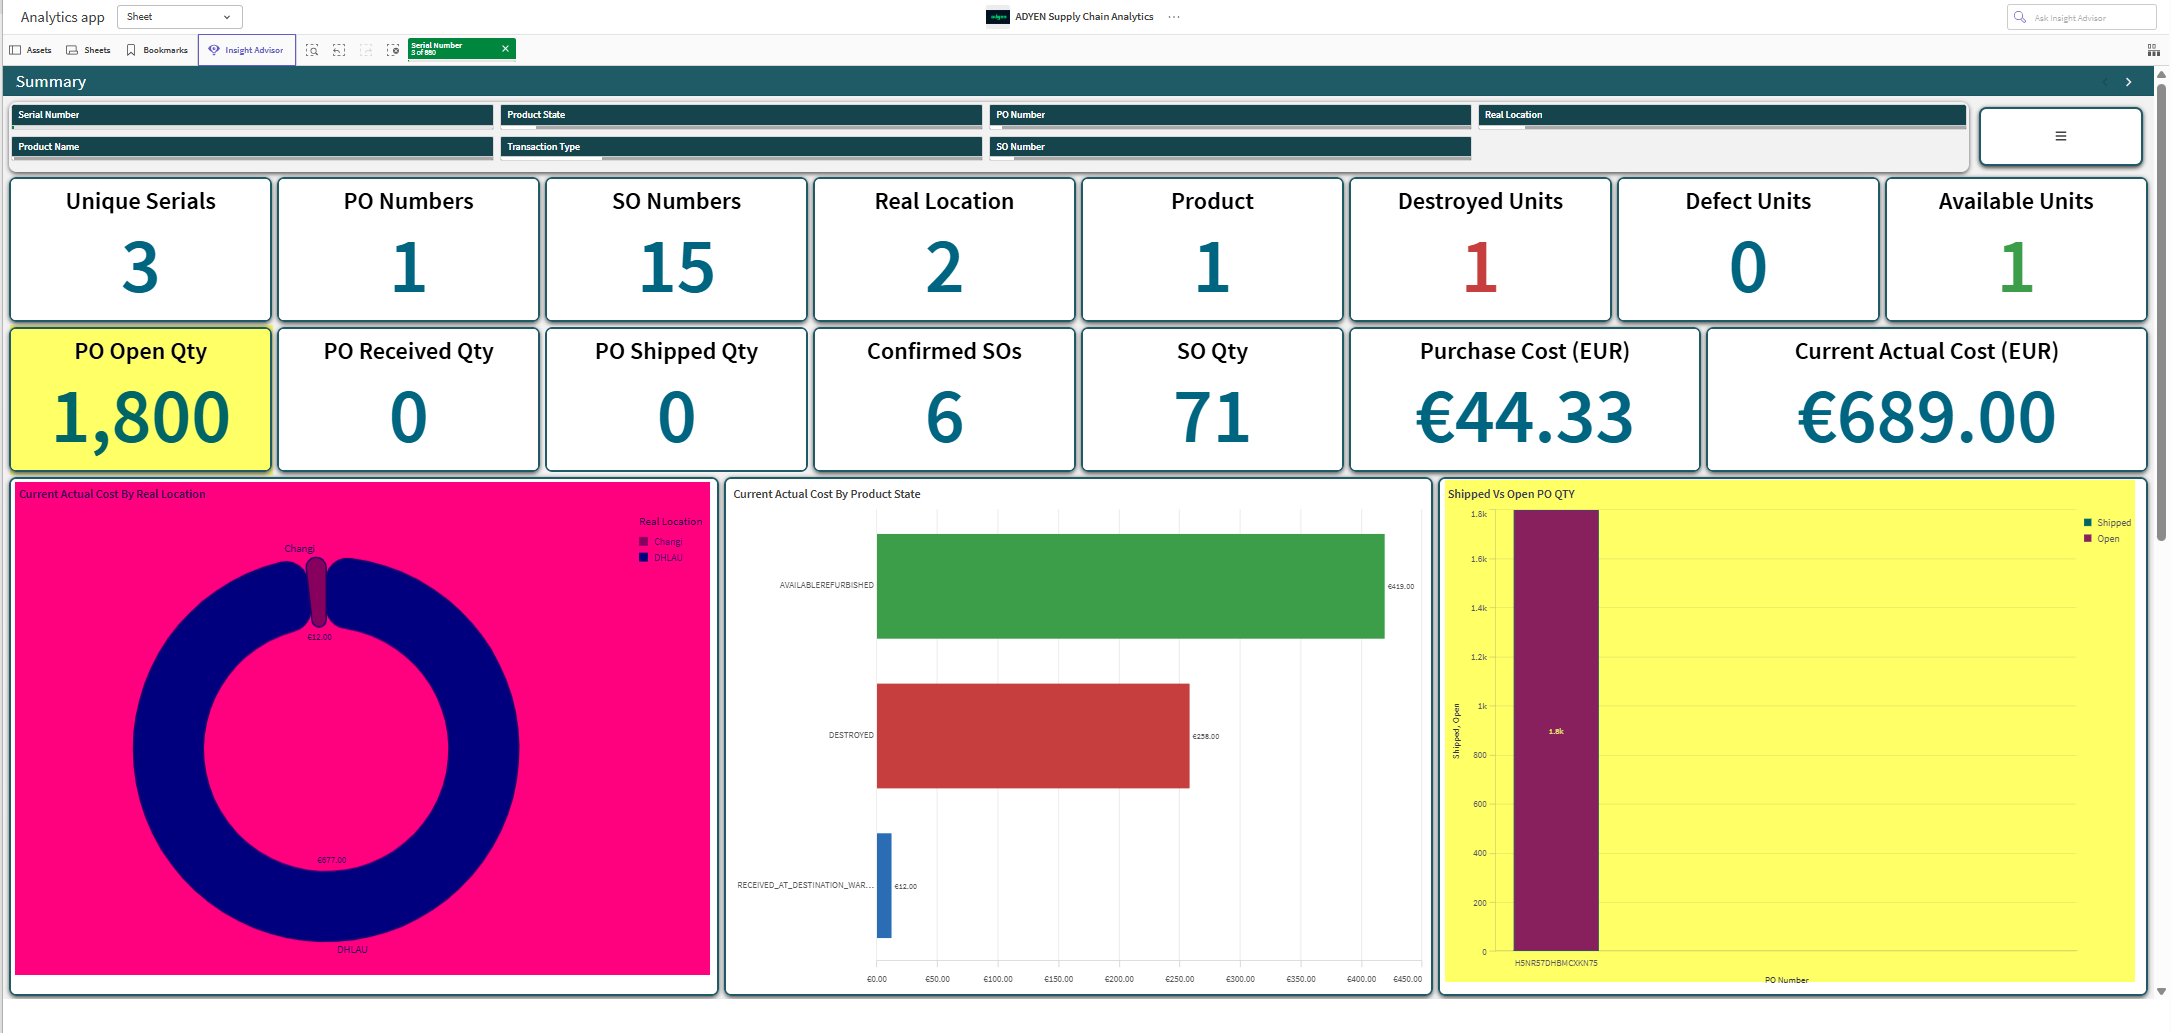 Analytics app
Sheet
adyen
ADYEN Supply Chain Analytics
···
Ask Insight Advisor
Assets
Sheets
Bookmarks
Insight Advisor
Serial Number
3 of 880
Summary
Serial Number
Product State
PO Number
Real Location
Product Name
Transaction Type
SO Number
Unique Serials
3
PO Numbers
1
SO Numbers
15
Real Location
2
Product
1
Destroyed Units
1
Defect Units
0
Available Units
1
PO Open Qty
1,800
PO Received Qty
0
PO Shipped Qty
0
Confirmed SOs
6
SO Qty
71
Purchase Cost (EUR)
€44.33
Current Actual Cost (EUR)
€689.00
Current Actual Cost By Real Location
Real Location
Changi
DHLAU
Changi
€12.00
€677.00
DHLAU
Current Actual Cost By Product State
AVAILABLEREFURBISHED
€419.00
DESTROYED
€258.00
RECEIVED_AT_DESTINATION_WAR...
€12.00
€0.00
€50.00
€100.00
€150.00
€200.00
€250.00
€300.00
€350.00
€400.00
€450.00
Shipped Vs Open PO QTY
Shipped
Open
Shipped, Open
1.8k
1.6k
1.4k
1.2k
1k
800
600
400
200
0
1.8k
HSNR57DHBMCXKN75
PO Number